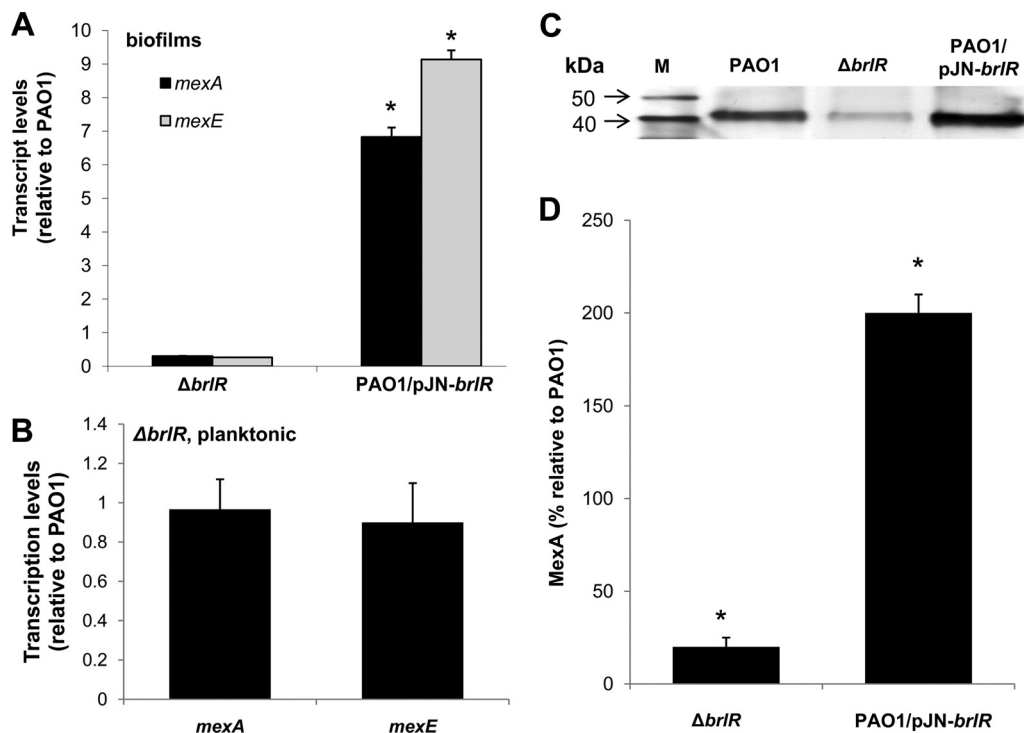 A
biofilms
mexA
mexE
Transcript levels
(relative to PAO1)
10
9
8
7
6
5
4
3
2
1
0
*
*
ΔbrlR
PAO1/pJN-brlR
B
ΔbrlR, planktonic
Transcription levels
(relative to PAO1)
1.4
1.2
1
0.8
0.6
0.4
0.2
0
mexA
mexE
C
kDa
M
PAO1
ΔbrlR
PAO1/
pJN-brlR
50
40
D
MexA (% relative to PAO1)
250
200
150
100
50
0
*
*
ΔbrlR
PAO1/pJN-brlR